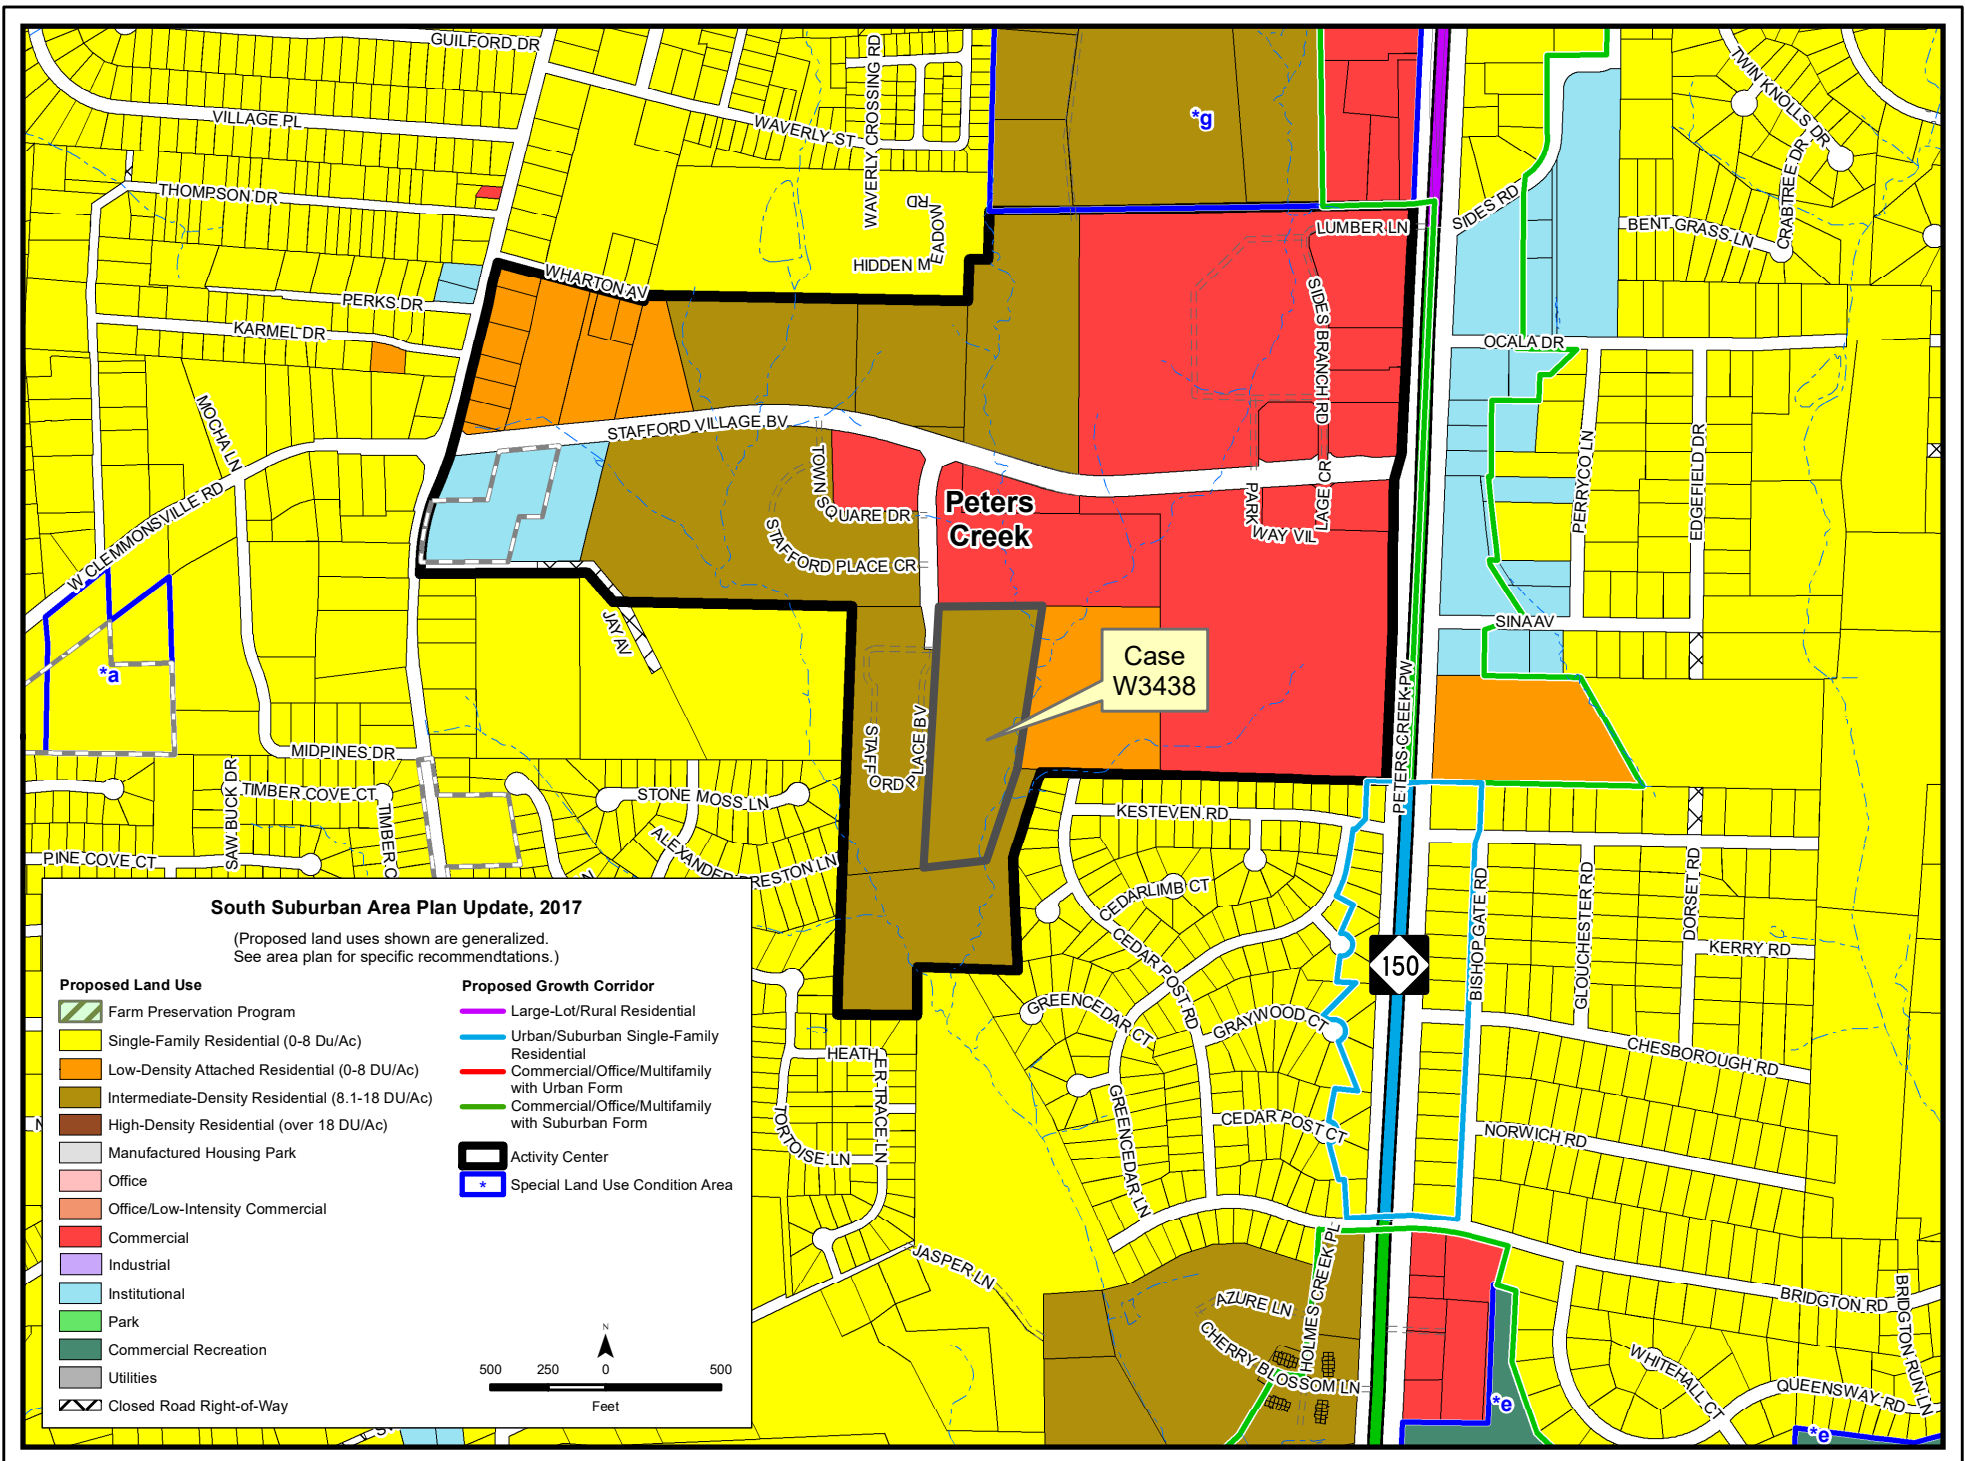 GUILFORD DR
VILLAGE PL
THOMPSON DR
PERKS DR
KARMEL DR
MOCHA LN
W CLEMMONSVILLE RD
WAVERLY ST
WAVERLY CROSSING RD
HIDDEN MEADOW RD
WHARTON AV
*g
TWIN KNOLLS DR
CRABTREE DR
SIDES RD
BENT GRASS LN
LUMBER LN
SIDES BRANCH RD
OCALA DR
PERRYCO LN
EDGEFIELD DR
STAFFORD VILLAGE BV
TOWN SQUARE DR
STAFFORD PLACE CR
Peters
Creek
PARKWAY VILLAGE CR
JAY AV
SINA AV
Case
W3438
STAFFORD PLACE BV
PETERS CREEK PW
*a
MIDPINES DR
SAW BUCK DR
TIMBER COVE CT
TIMBER C
PINE COVE CT
STONE MOSS LN
ALEXANDER PRESTON LN
N
KESTEVEN RD
CEDARLIMB CT
CEDAR POST RD
GREENCEDAR CT
GRAYWOOD CT
GREENCEDAR LN
CEDAR POST CT
150
BISHOP GATE RD
GLOUCHESTER RD
DORSET RD
KERRY RD
CHESBOROUGH RD
NORWICH RD
HEATHER TRACE LN
TORTOISE LN
JASPER LN
AZURE LN
CHERRY BLOSSOM LN
HOLMES CREEK PL
BRIDGTON RD
BRIDGTON RUN LN
WHITEHALL CT
QUEENSWAY RD
*e
*e
South Suburban Area Plan Update, 2017
(Proposed land uses shown are generalized.
See area plan for specific recommendtations.)
Proposed Land Use
Farm Preservation Program
Single-Family Residential (0-8 Du/Ac)
Low-Density Attached Residential (0-8 DU/Ac)
Intermediate-Density Residential (8.1-18 DU/Ac)
High-Density Residential (over 18 DU/Ac)
Manufactured Housing Park
Office
Office/Low-Intensity Commercial
Commercial
Industrial
Institutional
Park
Commercial Recreation
Utilities
Closed Road Right-of-Way
Proposed Growth Corridor
Large-Lot/Rural Residential
Urban/Suburban Single-Family
Residential
Commercial/Office/Multifamily
with Urban Form
Commercial/Office/Multifamily
with Suburban Form
Activity Center
* Special Land Use Condition Area
N
500 250 0 500
Feet